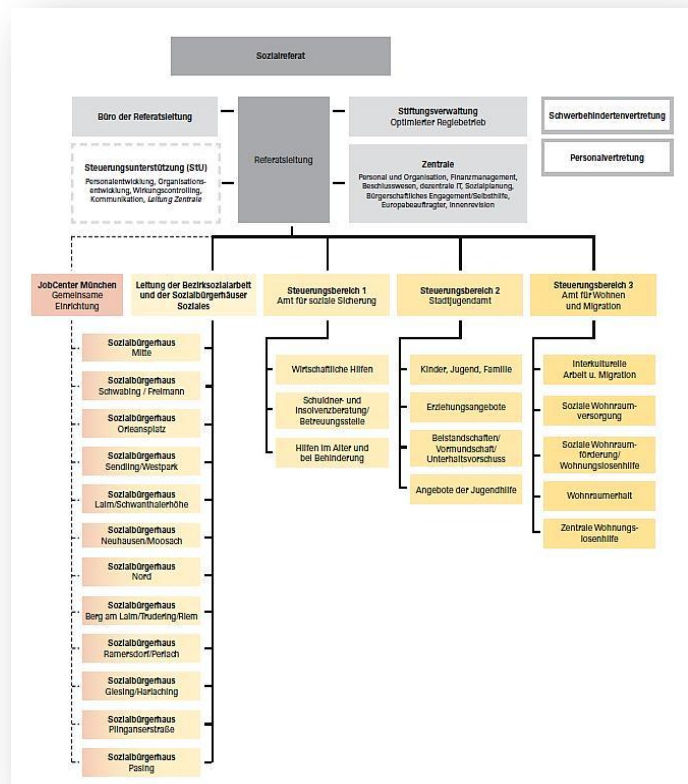 Sozialreferat
Büro der Referatsleitung
Steuerungsunterstützung (StU)
Personalentwicklung, Organisations-
entwicklung, Wirkungscontrolling,
Kommunikation, Leitung Zentrale
Referatsleitung
Stiftungsverwaltung
Optimierter Regiebetrieb
Zentrale
Personal und Organisation, Finanzmanagement,
Beschlusswesen, dezentrale IT, Sozialplanung,
Bürgerschaftliches Engagement/Selbsthilfe,
Europabeauftragter, Innenrevision
Schwerbehindertenvertretung
Personalvertretung
JobCenter München
Gemeinsame
Einrichtung
Leitung der Bezirksozialarbeit
und der Sozialbürgerhäuser
Soziales
Steuerungsbereich 1
Amt für soziale Sicherung
Steuerungsbereich 2
Stadtjugendamt
Steuerungsbereich 3
Amt für Wohnen
und Migration
Sozialbürgerhaus
Mitte
Sozialbürgerhaus
Schwabing / Freimann
Sozialbürgerhaus
Orleansplatz
Sozialbürgerhaus
Sendling/Westpark
Sozialbürgerhaus
Laim/Schwanthalerhöhe
Sozialbürgerhaus
Neuhausen/Moosach
Sozialbürgerhaus
Nord
Sozialbürgerhaus
Berg am Laim/Trudering/Riem
Sozialbürgerhaus
Ramersdorf/Perlach
Sozialbürgerhaus
Giesing/Harlaching
Sozialbürgerhaus
Plinganserstraße
Sozialbürgerhaus
Pasing
Wirtschaftliche Hilfen
Schuldner- und
Insolvenzberatung/
Betreuungsstelle
Hilfen im Alter und
bei Behinderung
Kinder, Jugend, Familie
Erziehungsangebote
Beistandschaften/
Vormundschaft/
Unterhaltsvorschuss
Angebote der Jugendhilfe
Interkulturelle
Arbeit u. Migration
Soziale Wohnraum-
versorgung
Soziale Wohnraum-
förderung/
Wohnungslosenhilfe
Wohnraumerhalt
Zentrale Wohnungs-
losenhilfe